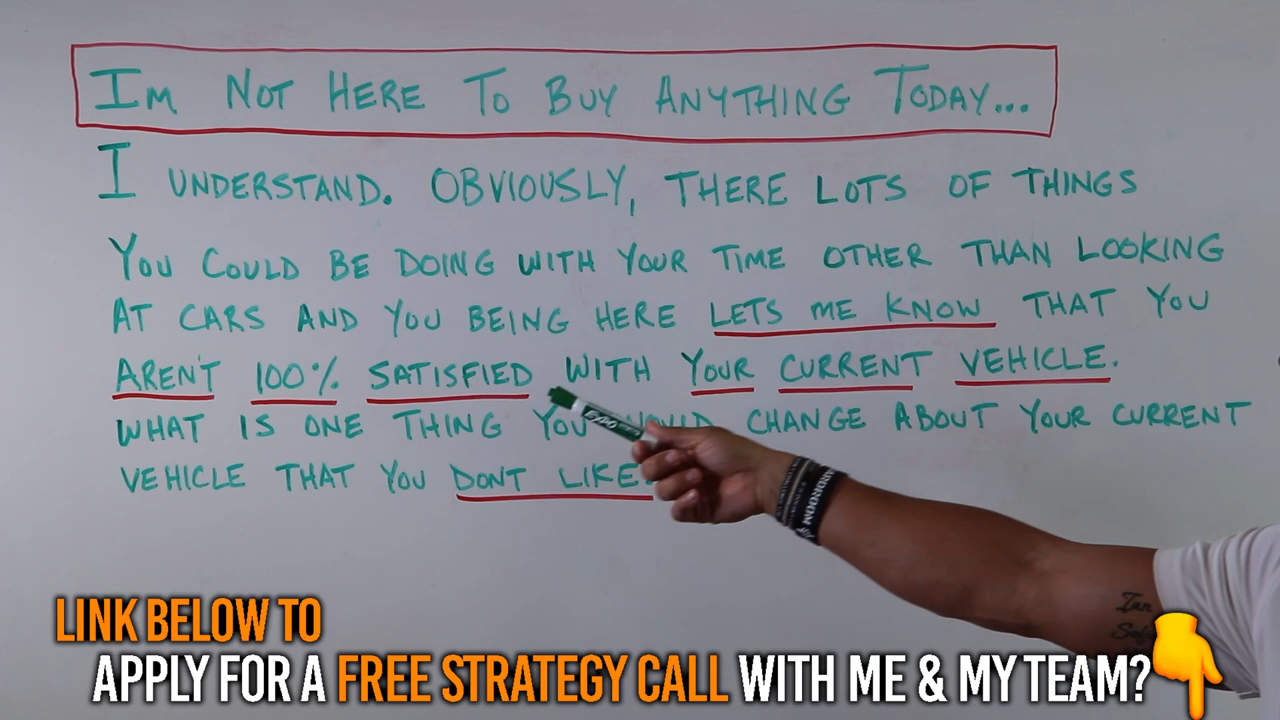 IM NOT HERE TO BUY ANYTHING TODAY...
I UNDERSTAND. OBVIOUSLY, THERE LOTS OF THINGS
YOU COULD BE DOING WITH YOUR TIME OTHER THAN LOOKING
AT CARS AND YOU BEING HERE LETS ME KNOW THAT YOU
AREN'T 100% SATISFIED WITH YOUR CURRENT VEHICLE.
WHAT IS ONE THING YOU CHANGE ABOUT YOUR CURRENT
VEHICLE THAT YOU DONT LIKE
EXPO
LINK BELOW TO
APPLY FOR A FREE STRATEGY CALL WITH ME & MY TEAM?